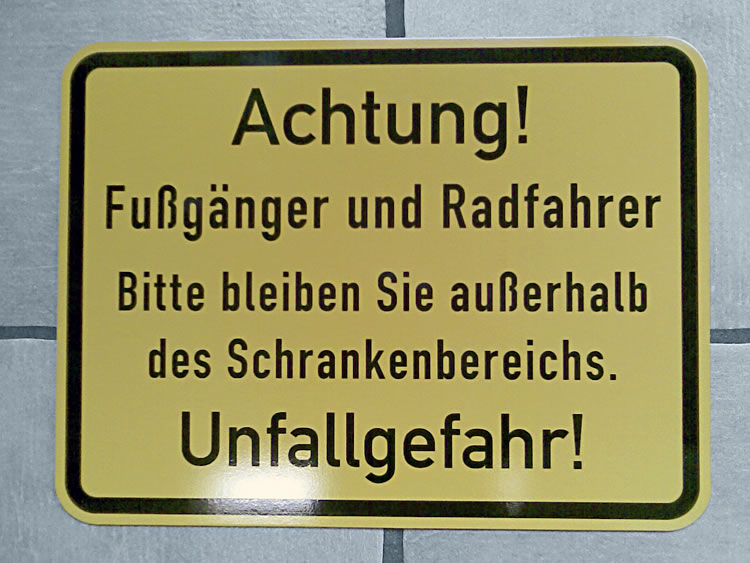 Achtung!
Fußgänger und Radfahrer
Bitte bleiben Sie außerhalb
des Schrankenbereichs.
Unfallgefahr!